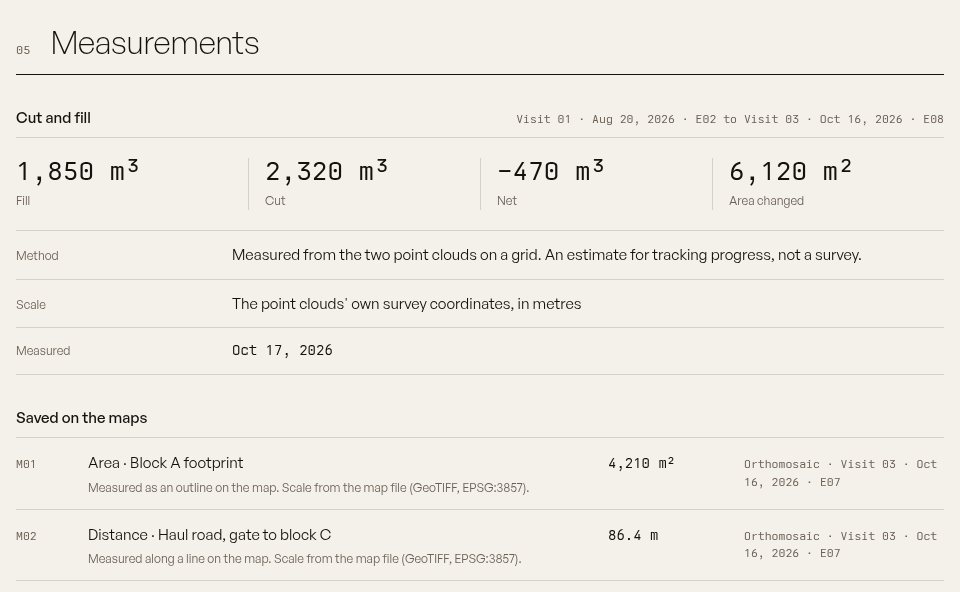 05 Measurements
Cut and fill
Visit 01 · Aug 20, 2026 · E02 to Visit 03 · Oct 16, 2026 · E08
1,850 m³
Fill
2,320 m³
Cut
−470 m³
Net
6,120 m²
Area changed
Method
Measured from the two point clouds on a grid. An estimate for tracking progress, not a survey.
Scale
The point clouds' own survey coordinates, in metres
Measured
Oct 17, 2026
Saved on the maps
M01
Area · Block A footprint
Measured as an outline on the map. Scale from the map file (GeoTIFF, EPSG:3857).
4,210 m²
Orthomosaic · Visit 03 · Oct
16, 2026 · E07
M02
Distance · Haul road, gate to block C
Measured along a line on the map. Scale from the map file (GeoTIFF, EPSG:3857).
86.4 m
Orthomosaic · Visit 03 · Oct
16, 2026 · E07